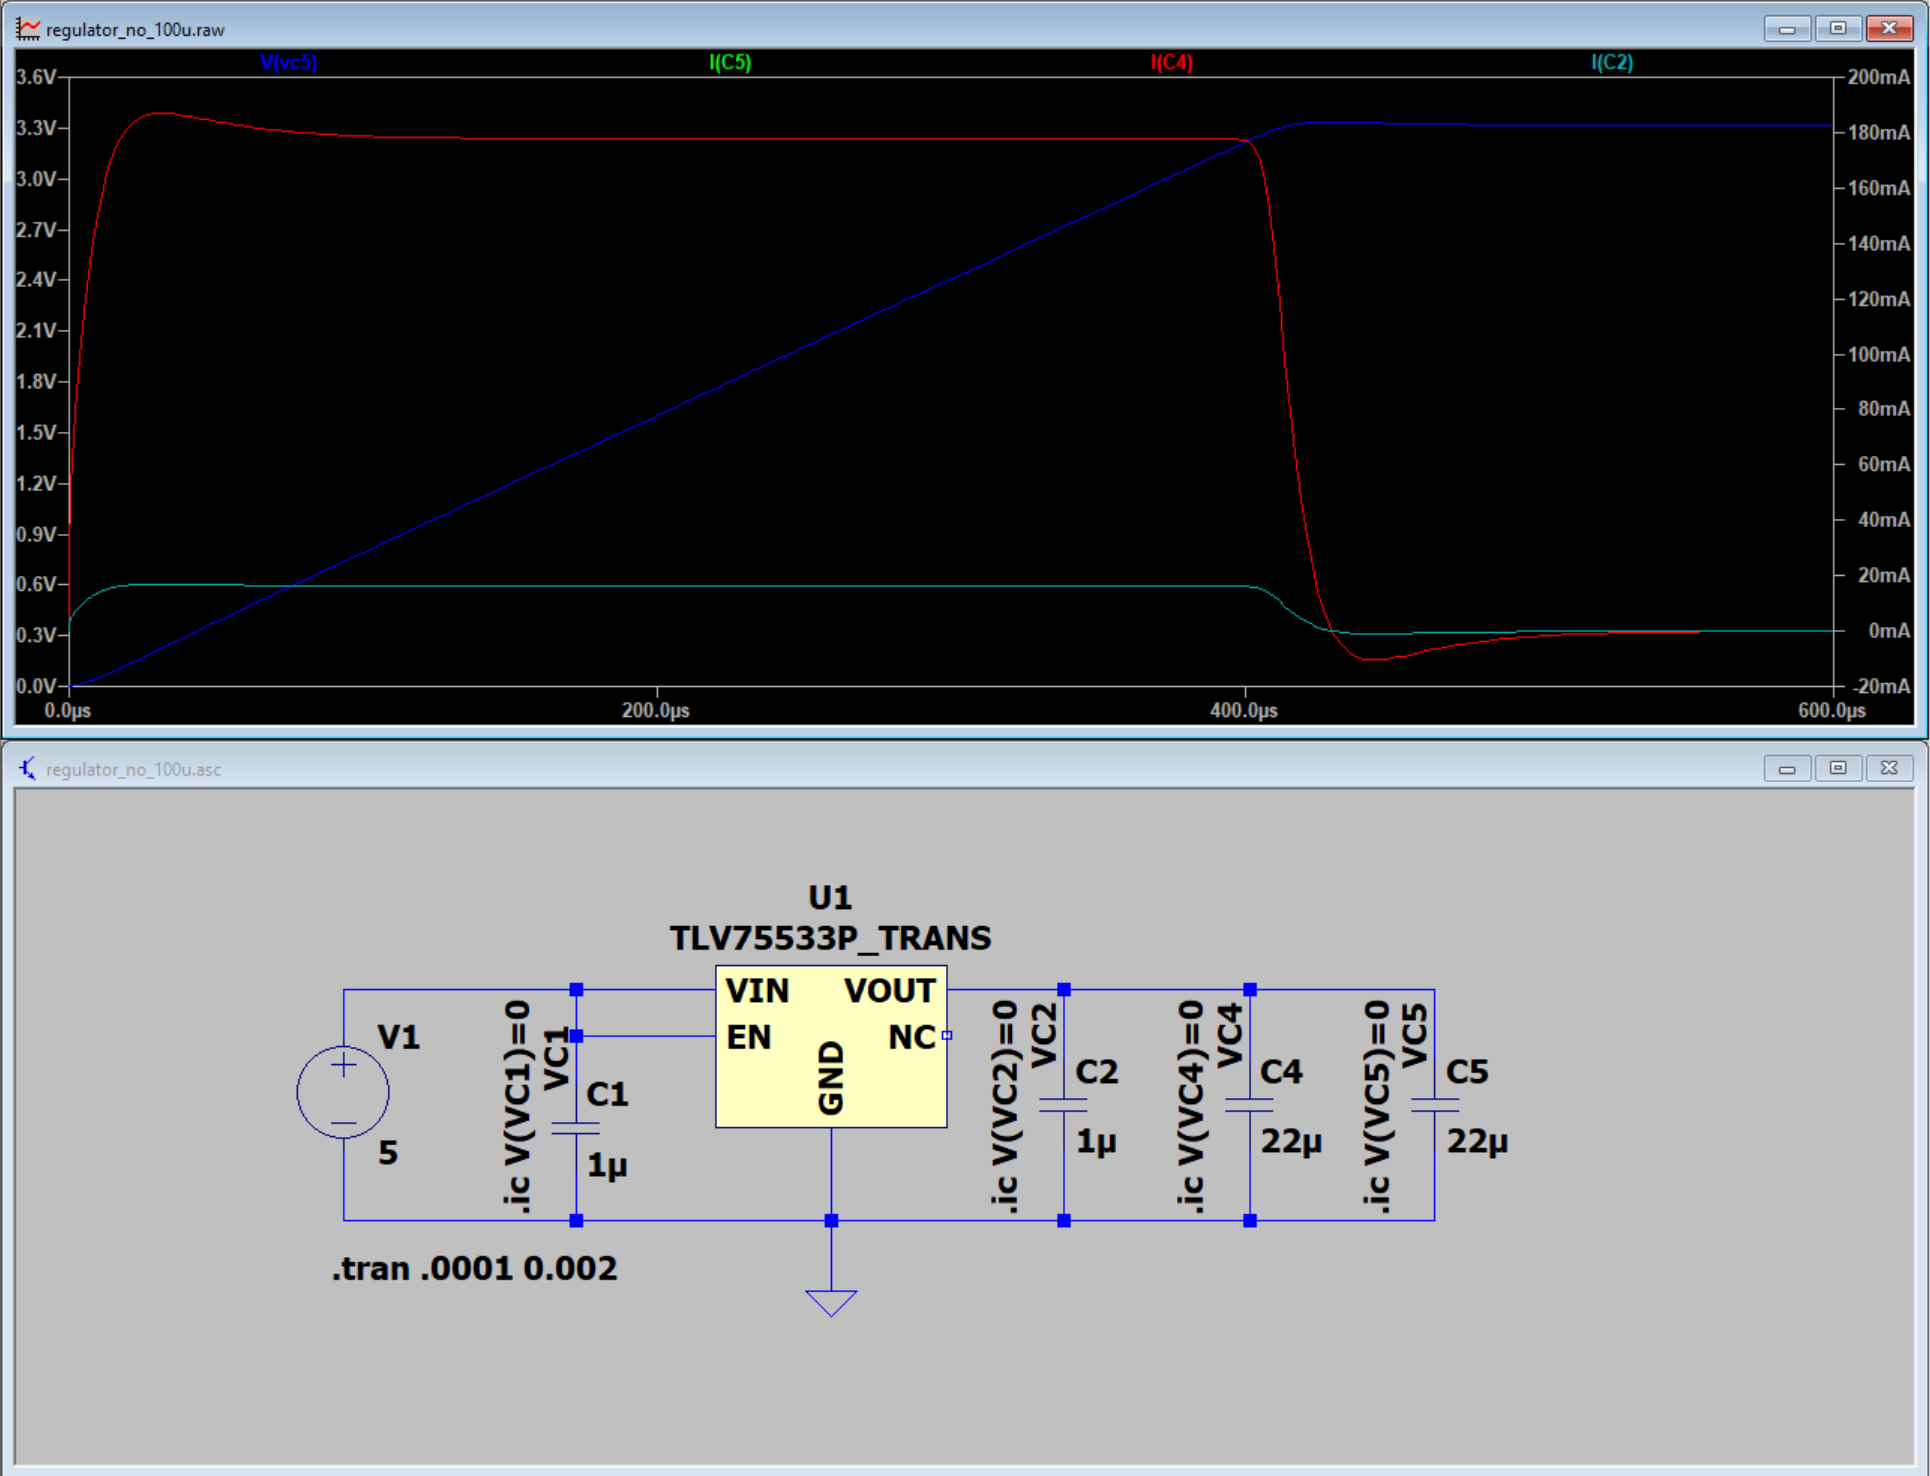 regulator_no_100u.raw
V(vc5) I(C5) I(C4) I(C2)
3.6V 200mA
3.3V 180mA
3.0V 160mA
2.7V 140mA
2.4V 120mA
2.1V 100mA
1.8V 80mA
1.5V 60mA
1.2V 40mA
0.9V 20mA
0.6V 0mA
0.3V -20mA
0.0V
0.0µs 200.0µs 400.0µs 600.0µs
regulator_no_100u.asc
U1
TLV75533P_TRANS
VIN VOUT
EN NC
GND
V1
5
.ic V(VC1)=0
VC1
C1
1µ
.ic V(VC2)=0
VC2
C2
1µ
.ic V(VC4)=0
VC4
C4
22µ
.ic V(VC5)=0
VC5
C5
22µ
.tran .0001 0.002